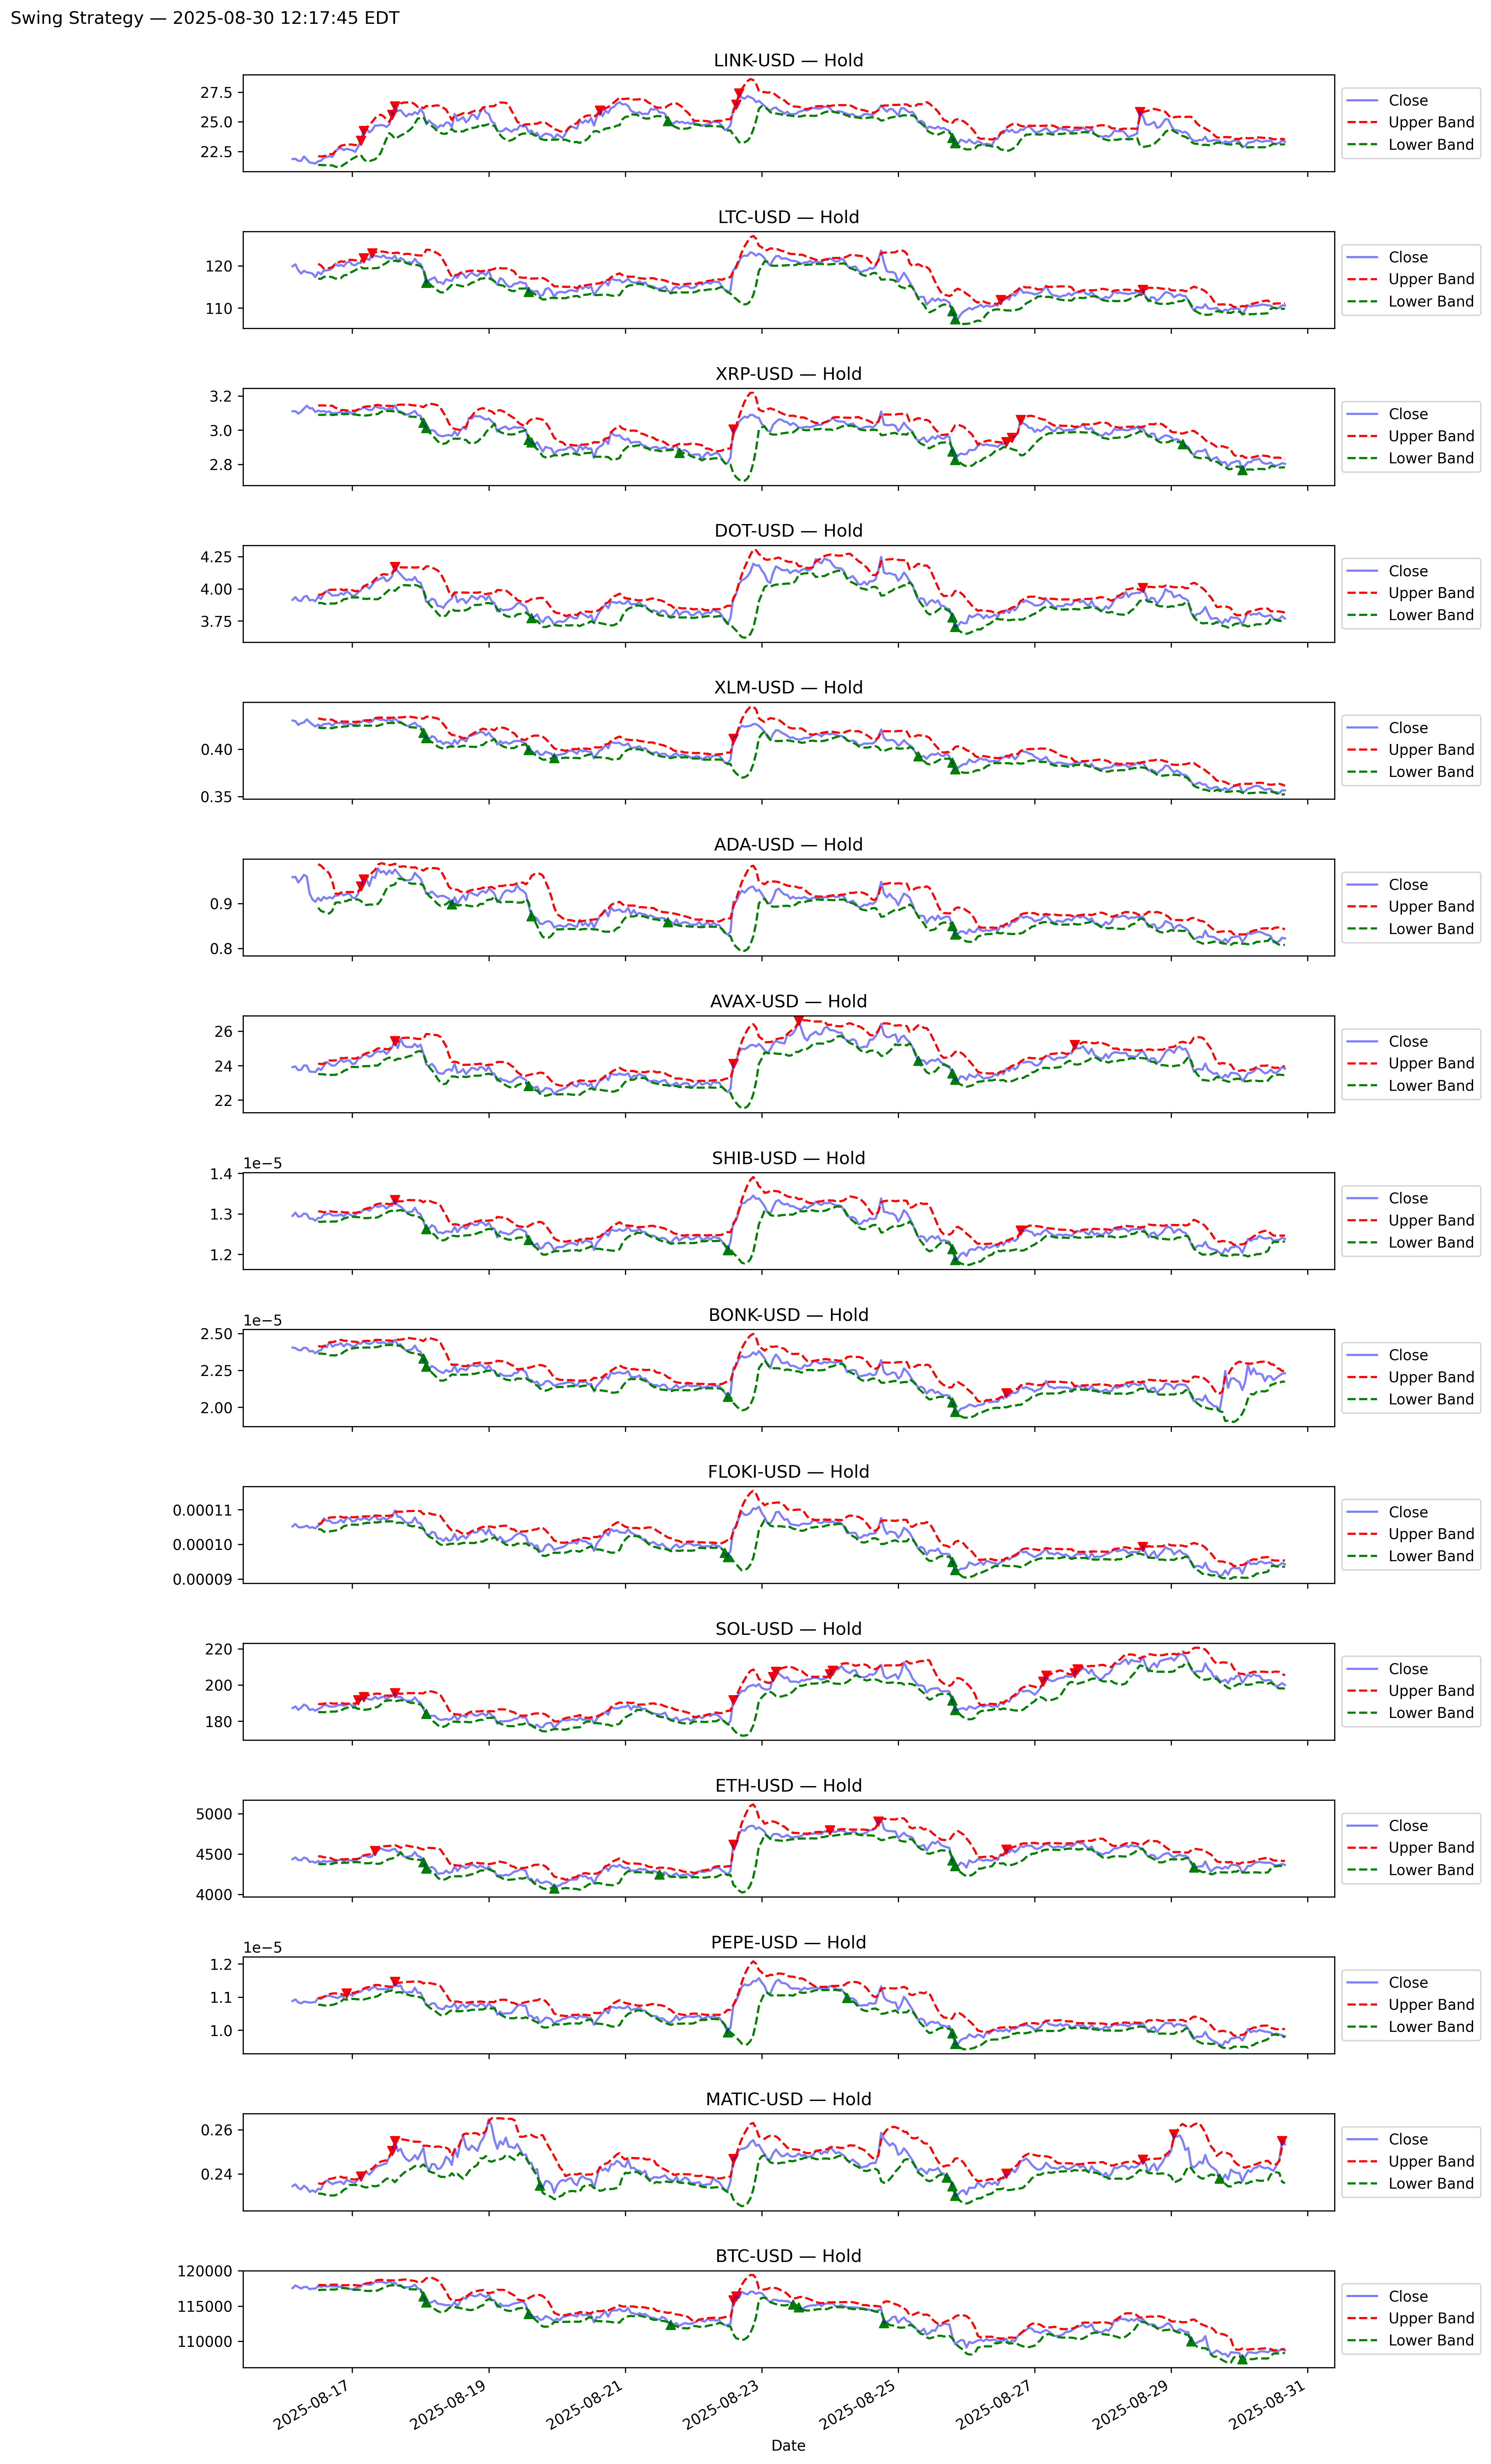 Swing Strategy — 2025-08-30 12:17:45 EDT
LINK-USD — Hold
27.5
25.0
22.5
Close
Upper Band
Lower Band
LTC-USD — Hold
120
110
Close
Upper Band
Lower Band
XRP-USD — Hold
3.2
3.0
2.8
Close
Upper Band
Lower Band
DOT-USD — Hold
4.25
4.00
3.75
Close
Upper Band
Lower Band
XLM-USD — Hold
0.40
0.35
Close
Upper Band
Lower Band
ADA-USD — Hold
0.9
0.8
Close
Upper Band
Lower Band
AVAX-USD — Hold
26
24
22
Close
Upper Band
Lower Band
SHIB-USD — Hold
1e−5
1.4
1.3
1.2
Close
Upper Band
Lower Band
BONK-USD — Hold
1e−5
2.50
2.25
2.00
Close
Upper Band
Lower Band
FLOKI-USD — Hold
0.00011
0.00010
0.00009
Close
Upper Band
Lower Band
SOL-USD — Hold
220
200
180
Close
Upper Band
Lower Band
ETH-USD — Hold
5000
4500
4000
Close
Upper Band
Lower Band
PEPE-USD — Hold
1e−5
1.2
1.1
1.0
Close
Upper Band
Lower Band
MATIC-USD — Hold
0.26
0.24
Close
Upper Band
Lower Band
BTC-USD — Hold
120000
115000
110000
Close
Upper Band
Lower Band
2025-08-17
2025-08-19
2025-08-21
2025-08-23
2025-08-25
2025-08-27
2025-08-29
2025-08-31
Date